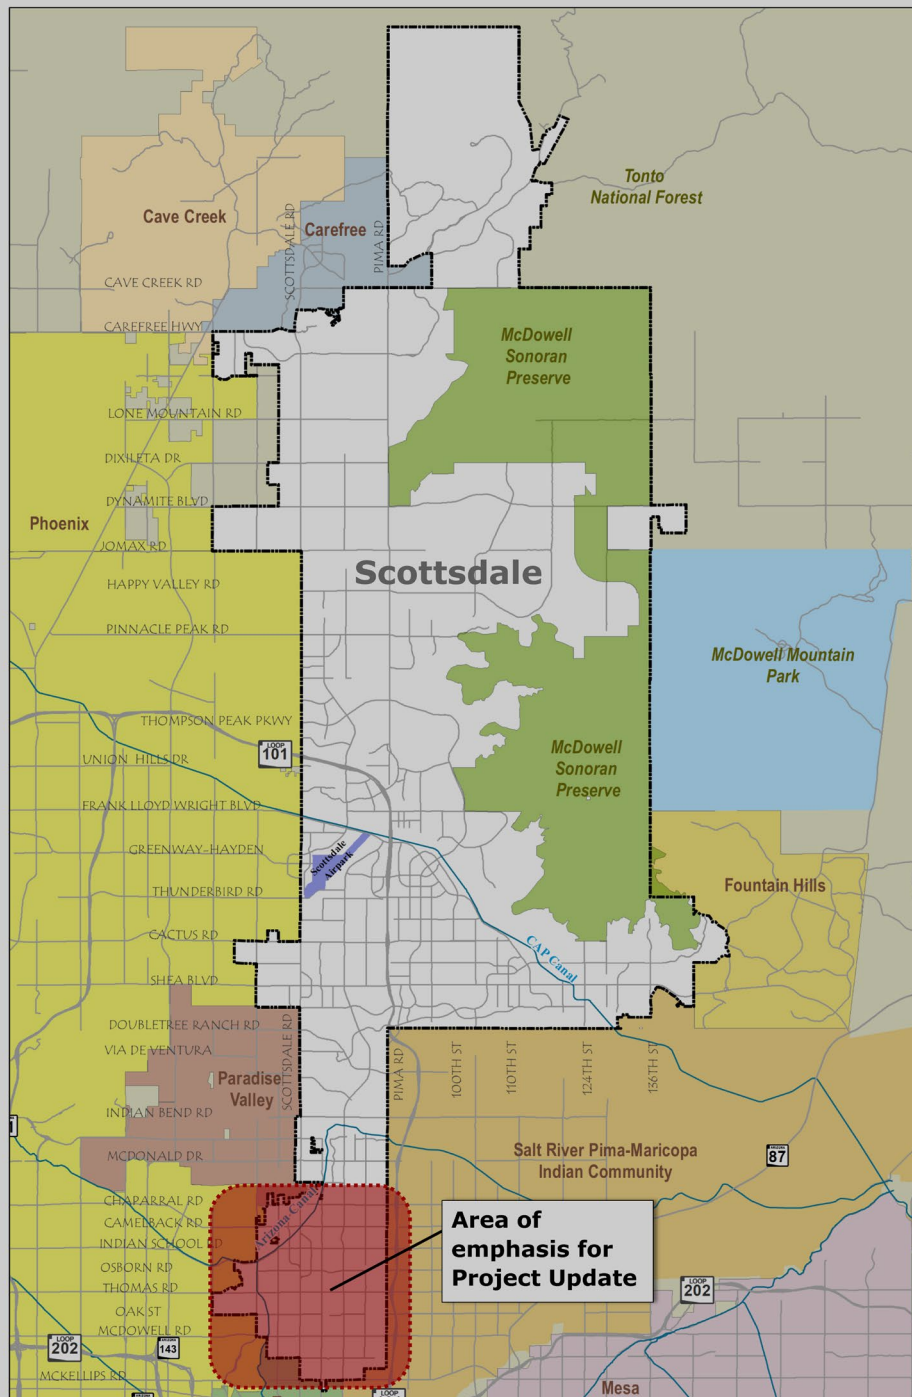 Tonto
National Forest
Cave Creek
Carefree
SCOTTSDALE RD
PIMA RD
CAVE CREEK RD
CAREFREE HWY
McDowell
Sonoran
Preserve
LONE MOUNTAIN RD
DIXILETA DR
DYNAMITE BLVD
Phoenix
JOMAX RD
Scottsdale
HAPPY VALLEY RD
PINNACLE PEAK RD
McDowell Mountain
Park
THOMPSON PEAK PKWY
LOOP
101
UNION HILLS DR
McDowell
Sonoran
Preserve
FRANK LLOYD WRIGHT BLVD
GREENWAY-HAYDEN
Scottsdale
Airpark
THUNDERBIRD RD
Fountain Hills
CACTUS RD
CAP Canal
SHEA BLVD
DOUBLETREE RANCH RD
VIA DE VENTURA
SCOTTSDALE RD
PIMA RD
100TH ST
110TH ST
124TH ST
136TH ST
Paradise
Valley
INDIAN BEND RD
MCDONALD DR
Salt River Pima-Maricopa
Indian Community
ARIZONA
87
CHAPARRAL RD
CAMELBACK RD
INDIAN SCHOOL RD
Arizona Canal
OSBORN RD
THOMAS RD
OAK ST
MCDOWELL RD
MCKELLIPS RD
Area of
emphasis for
Project Update
LOOP
202
LOOP
202
ARIZONA
143
LOOP
Mesa